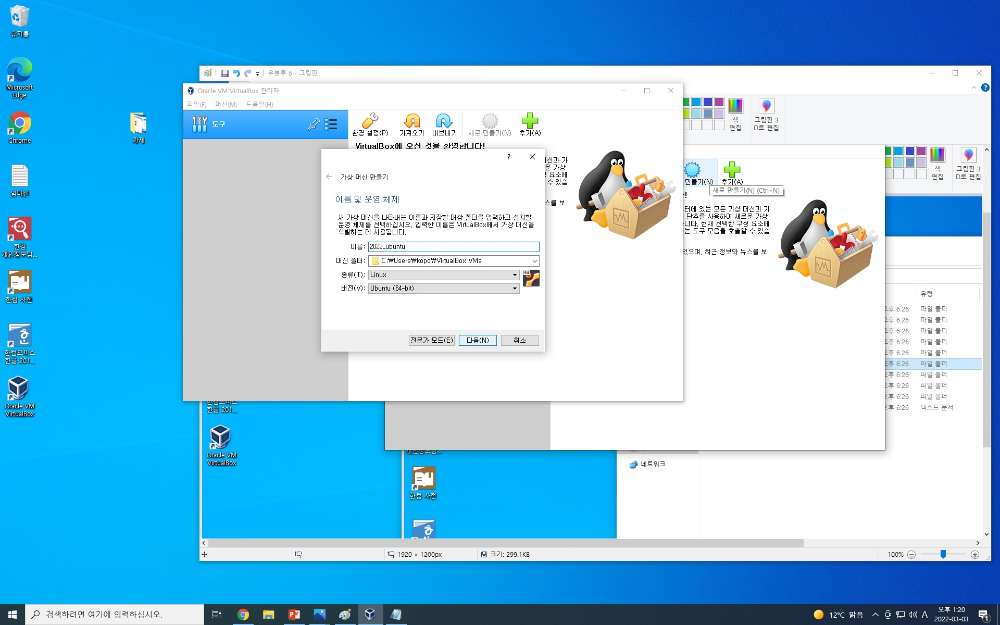 휴지통
Microsoft
Edge
Chrome
과제
임미선
한컴
개인정보탐...
한컴 사전
한컴오피스
한글 201...
Oracle VM
VirtualBox
우분투 6 - 그림판
Oracle VM VirtualBox 관리자
파일(F) 머신(M) 도움말(H)
도구
환경 설정(P) 가져오기 내보내기 새로 만들기(N) 추가(A)
VirtualBox에 오신 것을 환영합니다!
머신과 가
운 가상
성 요소에
수 있습
스를 보
?
가상 머신 만들기
이름 및 운영 체제
새 가상 머신을 나타내는 이름과 저장할 대상 폴더를 입력하고 설치할
운영 체제를 선택하십시오. 입력한 이름은 VirtualBox에서 가상 머신을
식별하는 데 사용됩니다.
이름: 2022_ubuntu
머신 폴더: C:₩Users₩kopo₩VirtualBox VMs
종류(T): Linux
64
버전(V): Ubuntu (64-bit)
전문가 모드(E) 다음(N) 취소
색
편집
그림판 3
D로 편집
색
편집
그림판 3
D로 편집
만들기(N) 추가(A)
새로 만들기(N) (Ctrl+N)
터에 있는 모든 가상 머신과 가
단추를 사용하여 새로운 가상
니다. 현재 선택한 구성 요소에
는 도구 모음을 호출할 수 있습
있으며, 최근 정보와 뉴스를 보
유형
오후 6:26 파일 폴더
오후 6:26 파일 폴더
오후 6:26 파일 폴더
오후 6:26 파일 폴더
오후 6:26 파일 폴더
오후 6:26 파일 폴더
오후 6:26 파일 폴더
오후 6:26 파일 폴더
오후 6:26 파일 폴더
오후 6:26 텍스트 문서
한컴오피스
한글 201...
Oracle VM
VirtualBox
개인정보탐...
한컴 사전
네트워크
1920 × 1200px
크기: 299.1KB
100%
검색하려면 여기에 입력하십시오.
12°C 맑음
A
오후 1:20
2022-03-03
1